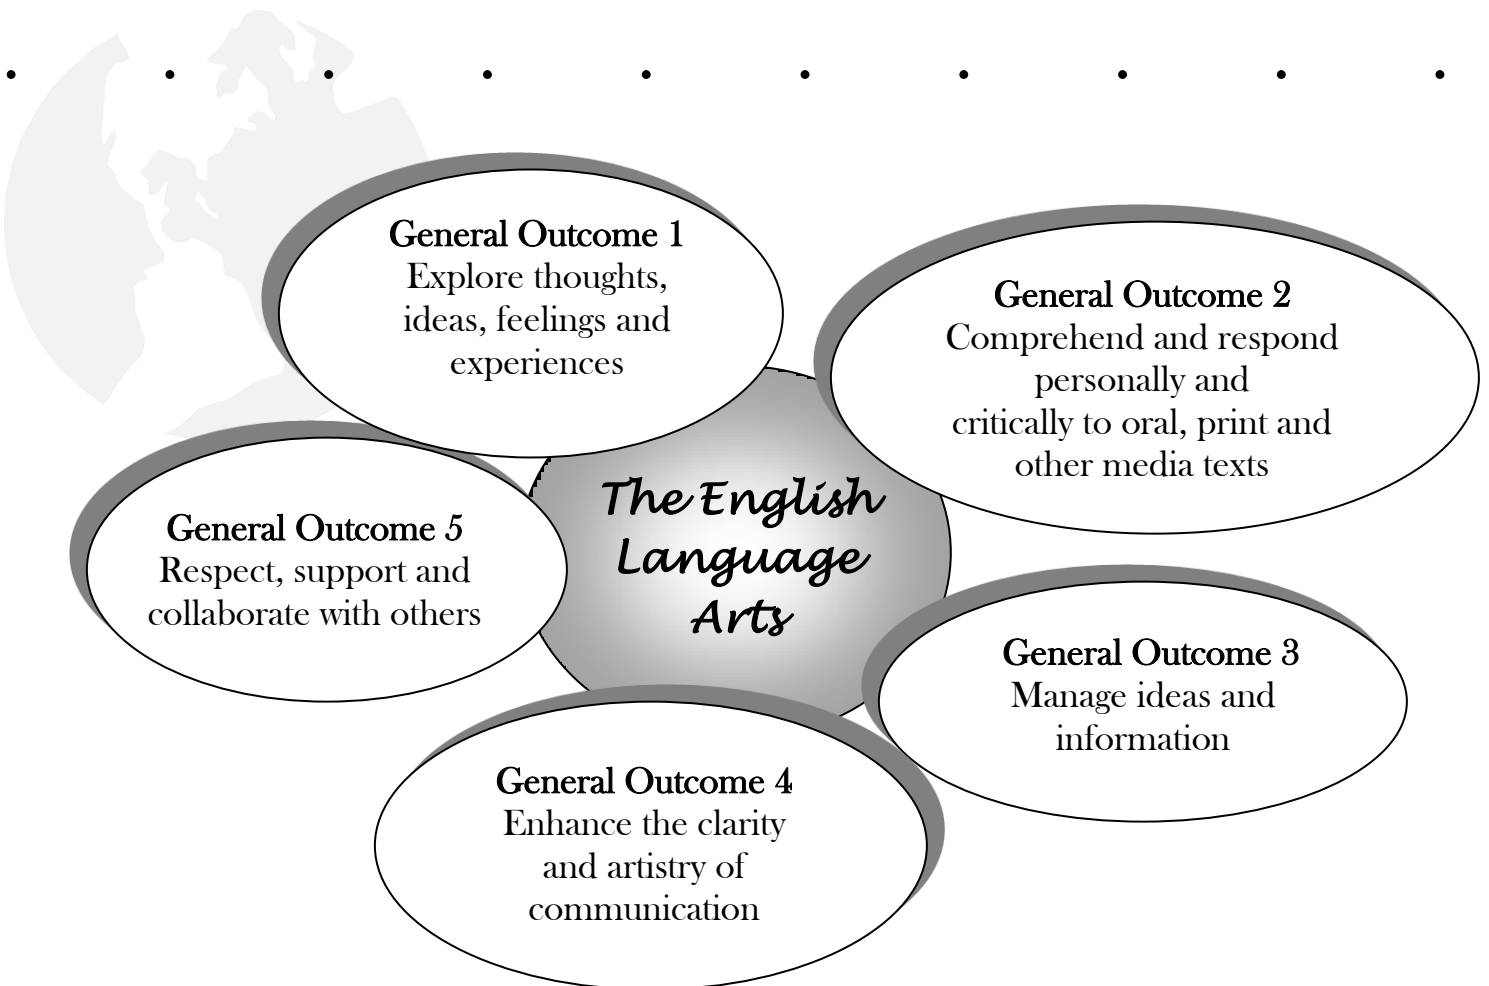 General Outcome 1
Explore thoughts,
ideas, feelings and
experiences
General Outcome 2
Comprehend and respond
personally and
critically to oral, print and
other media texts
The English
Language
Arts
General Outcome 5
Respect, support and
collaborate with others
General Outcome 3
Manage ideas and
information
General Outcome 4
Enhance the clarity
and artistry of
communication